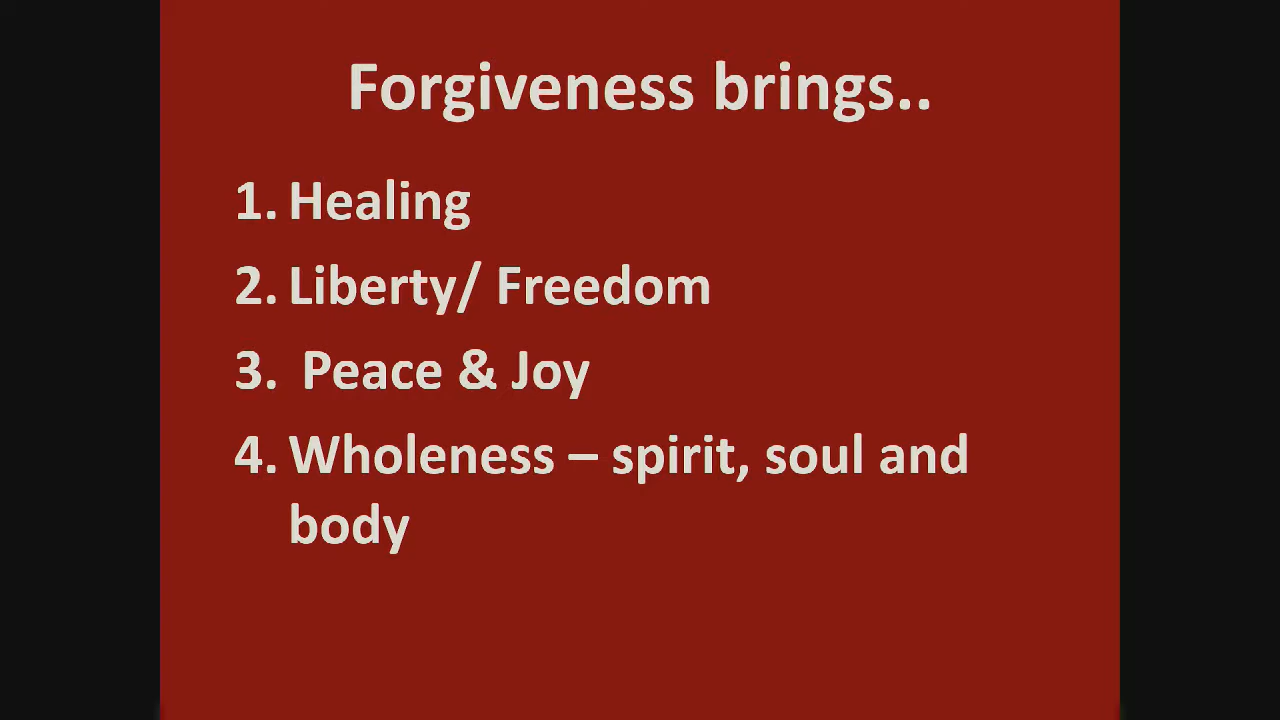 Forgiveness brings..
1. Healing
2. Liberty/ Freedom
3.  Peace & Joy
4. Wholeness – spirit, soul and
body